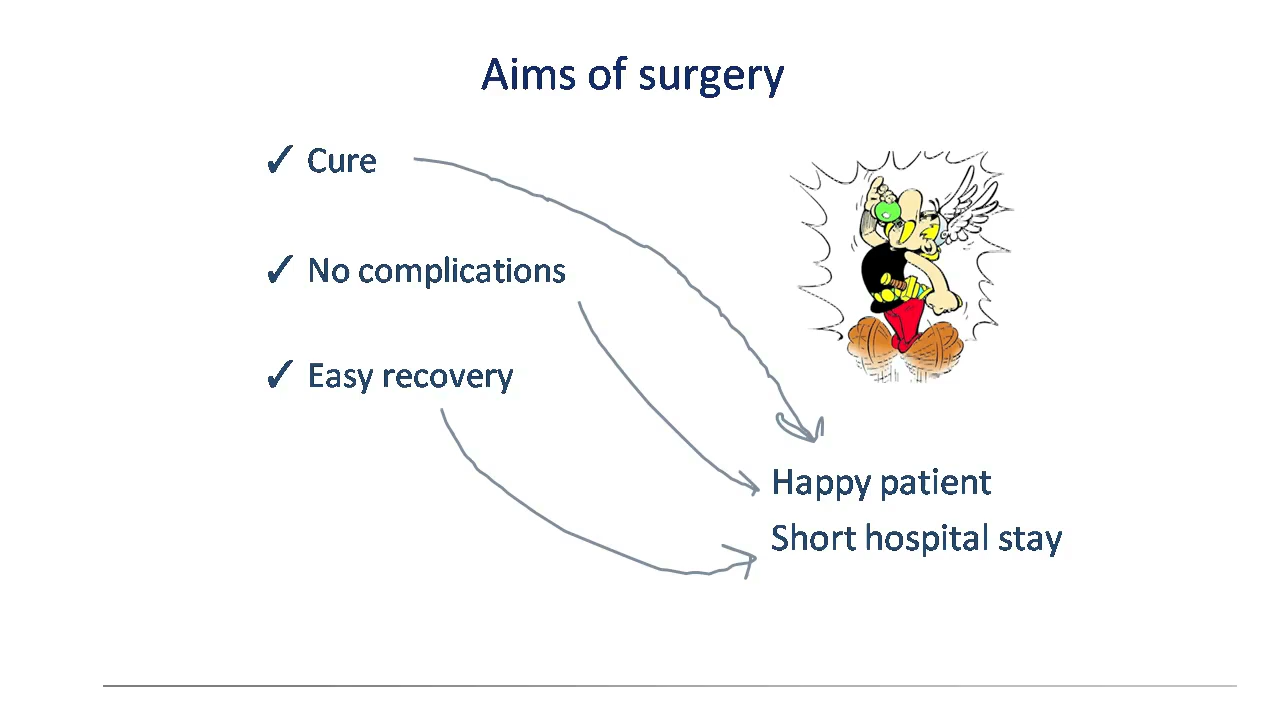 Aims of surgery
✓ Cure
✓ No complications
✓ Easy recovery
Happy patient
Short hospital stay